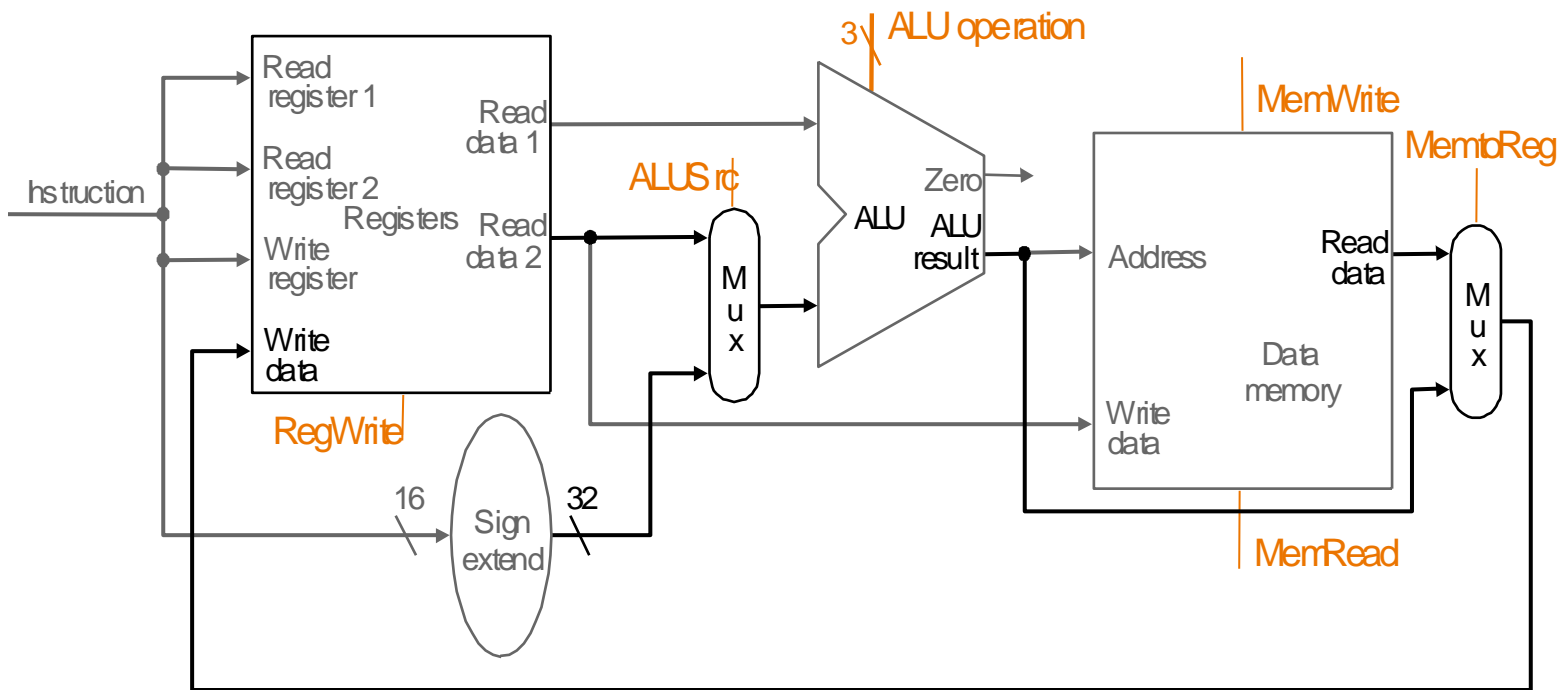 3
ALU operation
Read
register 1
Read
data 1
MemWrite
MemtoReg
Read
register 2
ALUSrc
Zero
Instruction
Registers
Read
data 2
ALU
ALU
result
Write
register
Address
Read
data
M
u
x
M
u
x
Write
data
Data
memory
RegWrite
Write
data
16
32
Sign
extend
MemRead